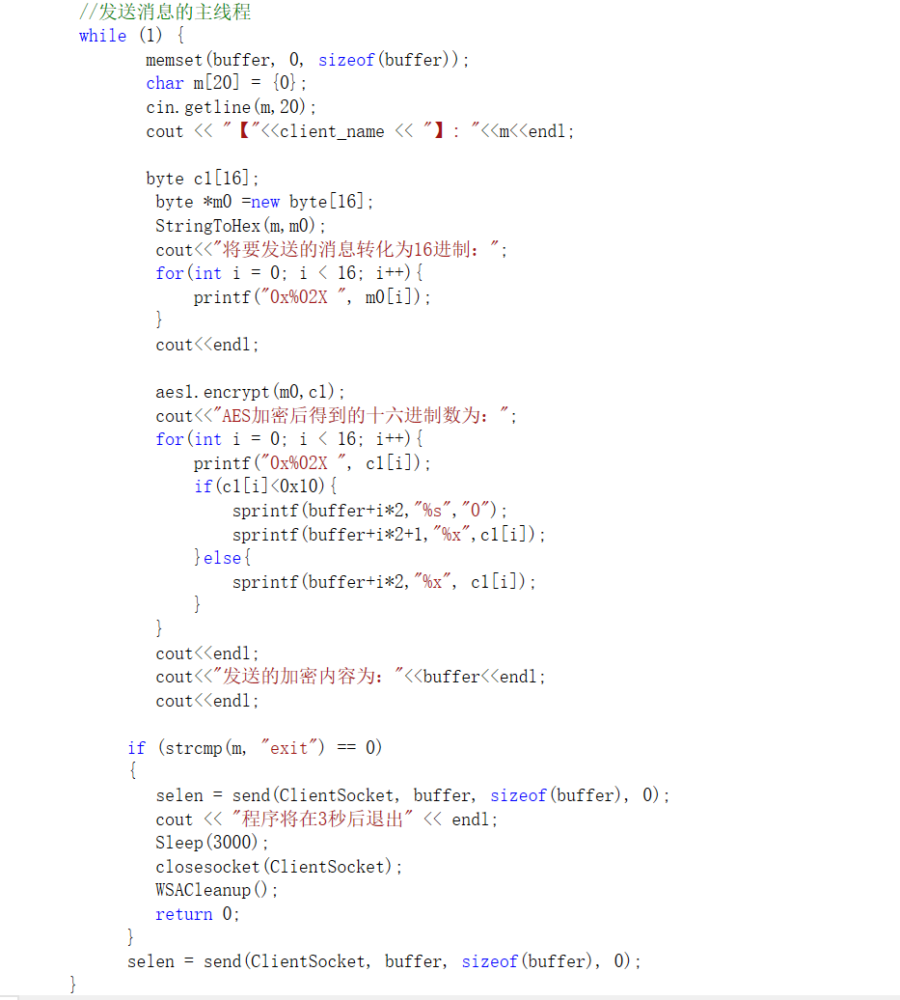 //发送消息的主线程
while (1) {
memset(buffer, 0, sizeof(buffer));
char m[20] = {0};
cin.getline(m,20);
cout << "【"<<client_name << "】: "<<m<<endl;
byte c1[16];
byte *m0 =new byte[16];
StringToHex(m,m0);
cout<<"将要发送的消息转化为16进制：";
for(int i = 0; i < 16; i++){
printf("0x%02X ", m0[i]);
}
cout<<endl;
aes1.encrypt(m0,c1);
cout<<"AES加密后得到的十六进制数为：";
for(int i = 0; i < 16; i++){
printf("0x%02X ", c1[i]);
if(c1[i]<0x10){
sprintf(buffer+i*2,"%s","0");
sprintf(buffer+i*2+1,"%x",c1[i]);
}else{
sprintf(buffer+i*2,"%x", c1[i]);
}
}
cout<<endl;
cout<<"发送的加密内容为："<<buffer<<endl;
cout<<endl;
if (strcmp(m, "exit") == 0)
{
selen = send(ClientSocket, buffer, sizeof(buffer), 0);
cout << "程序将在3秒后退出" << endl;
Sleep(3000);
closesocket(ClientSocket);
WSACleanup();
return 0;
}
selen = send(ClientSocket, buffer, sizeof(buffer), 0);
}